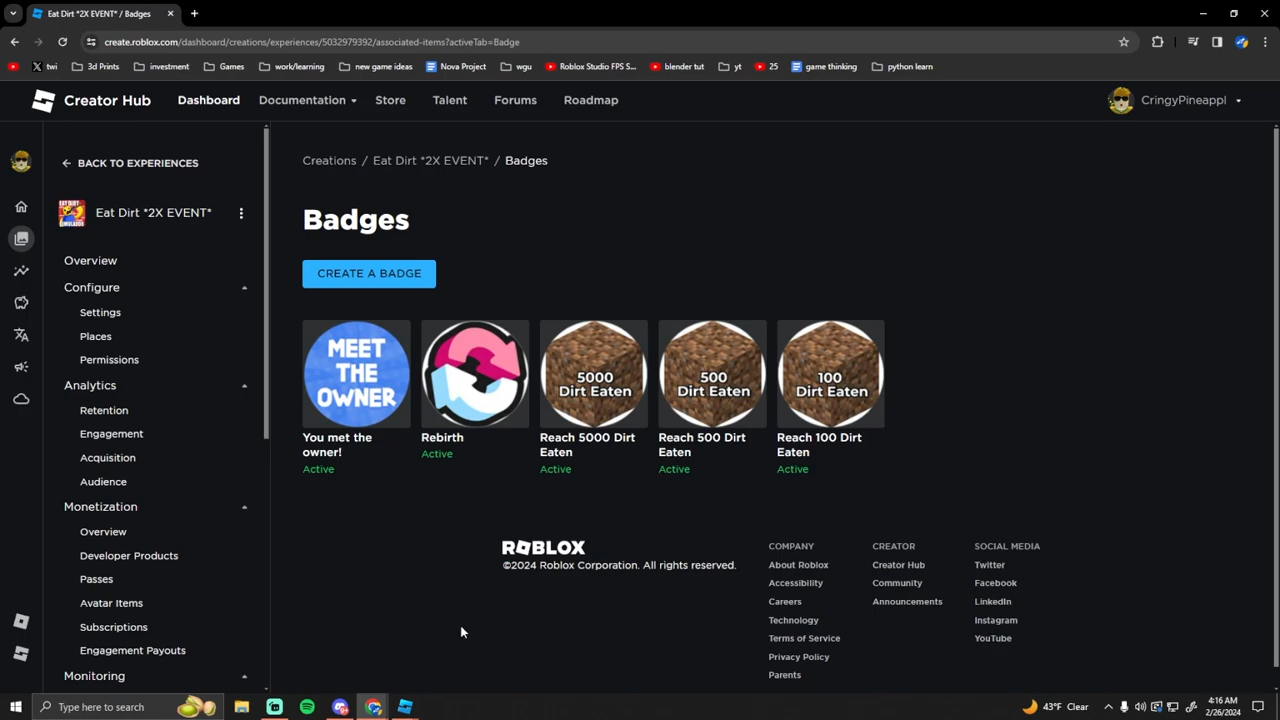 Eat Dirt *2X EVENT* / Badges
create.roblox.com/dashboard/creations/experiences/5032979392/associated-items?activeTab=Badge
twi
3d Prints
investment
Games
work/learning
new game ideas
Nova Project
wgu
Roblox Studio FPS S...
blender tut
yt
25
game thinking
python learn
Creator Hub
Dashboard
Documentation
Store
Talent
Forums
Roadmap
CringyPineappl
BACK TO EXPERIENCES
Eat Dirt *2X EVENT*
Overview
Configure
Settings
Places
Permissions
Analytics
Retention
Engagement
Acquisition
Audience
Monetization
Overview
Developer Products
Passes
Avatar Items
Subscriptions
Engagement Payouts
Monitoring
Creations / Eat Dirt *2X EVENT* / Badges
Badges
CREATE A BADGE
MEET
THE
OWNER
You met the
owner!
Active
Rebirth
Active
5000
Dirt Eaten
Reach 5000 Dirt
Eaten
Active
500
Dirt Eaten
Reach 500 Dirt
Eaten
Active
100
Dirt Eaten
Reach 100 Dirt
Eaten
Active
ROBLOX
©2024 Roblox Corporation. All rights reserved.
COMPANY
About Roblox
Accessibility
Careers
Technology
Terms of Service
Privacy Policy
Parents
CREATOR
Creator Hub
Community
Announcements
SOCIAL MEDIA
Twitter
Facebook
LinkedIn
Instagram
YouTube
Type here to search
43°F Clear
4:16 AM
2/26/2024